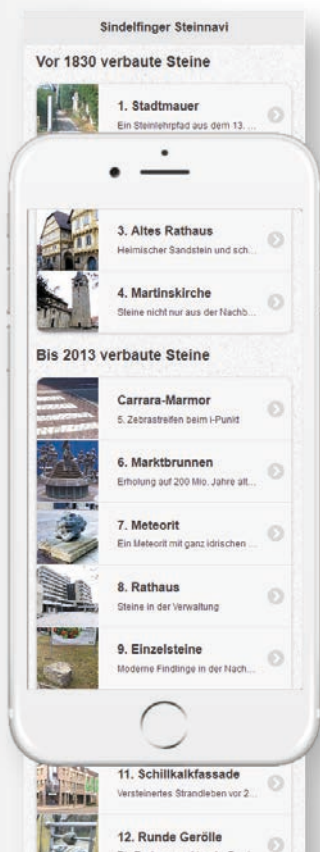 Sindelfinger Steinnavi
Vor 1830 verbaute Steine
1. Stadtmauer
Ein Steinlehrpfad aus dem 13. ...
3. Altes Rathaus
Heimischer Sandstein und sch...
4. Martinskirche
Steine nicht nur aus der Nachb...
Bis 2013 verbaute Steine
Carrara-Marmor
5. Zebrastreifen beim i-Punkt
6. Marktbrunnen
Erholung auf 200 Mio. Jahre alt...
7. Meteorit
Ein Meteorit mit ganz idrischen ...
8. Rathaus
Steine in der Verwaltung
9. Einzelsteine
Moderne Findlinge in der Nach...
11. Schillkalkfassade
Versteinertes Strandleben vor 2...
12. Runde Gerölle